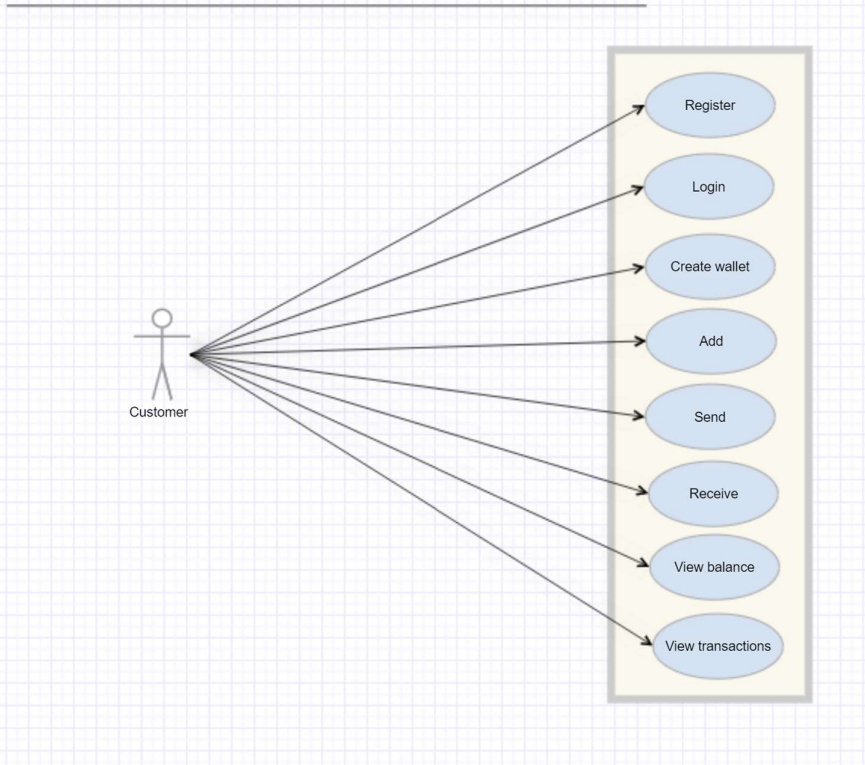 Register
Login
Create wallet
Add
Send
Customer
Receive
View balance
View transactions